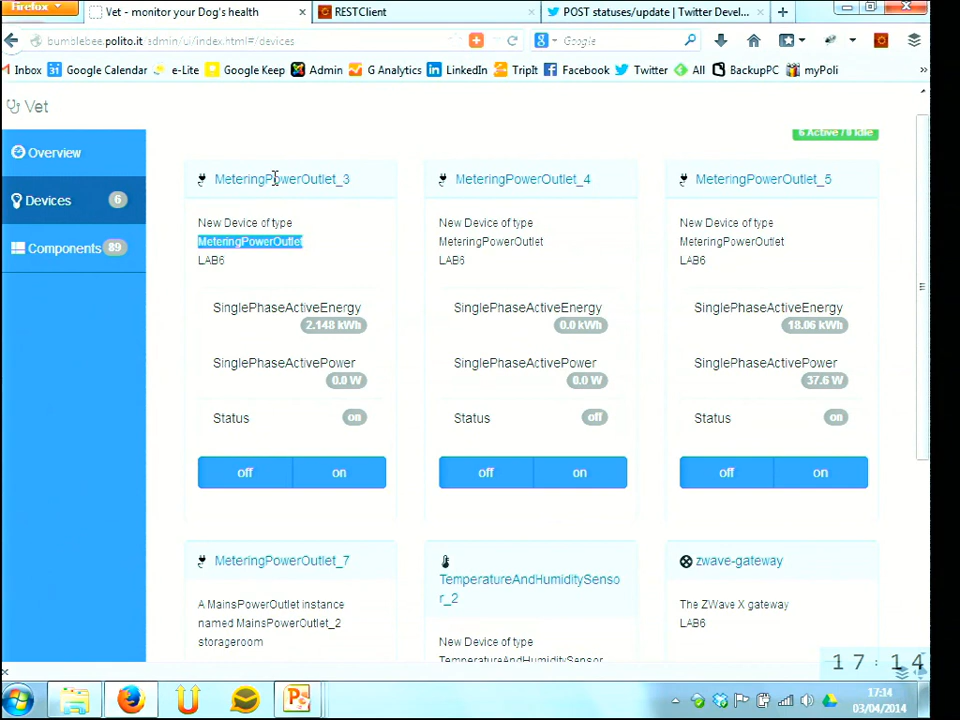 Firefox
Vet - monitor your Dog's health
RESTClient
POST statuses/update | Twitter Devel...
bumblebee.polito.it/admin/ui/index.html#/devices
Google
Inbox
Google Calendar
e-Lite
Google Keep
Admin
G Analytics
LinkedIn
TripIt
Facebook
Twitter
All
BackupPC
myPoli
Vet
6 Active / 0 Idle
Overview
Devices 6
Components 89
MeteringPowerOutlet_3
New Device of type
MeteringPowerOutlet
LAB6
SinglePhaseActiveEnergy
2.148 kWh
SinglePhaseActivePower
0.0 W
Status on
off on
MeteringPowerOutlet_4
New Device of type
MeteringPowerOutlet
LAB6
SinglePhaseActiveEnergy
0.0 kWh
SinglePhaseActivePower
0.0 W
Status off
off on
MeteringPowerOutlet_5
New Device of type
MeteringPowerOutlet
LAB6
SinglePhaseActiveEnergy
18.06 kWh
SinglePhaseActivePower
37.6 W
Status on
off on
MeteringPowerOutlet_7
A MainsPowerOutlet instance
named MainsPowerOutlet_2
storageroom
TemperatureAndHumiditySenso
r_2
New Device of type
TemperatureAndHumiditySensor
zwave-gateway
The ZWave X gateway
LAB6
17:14
17:14
03/04/2014